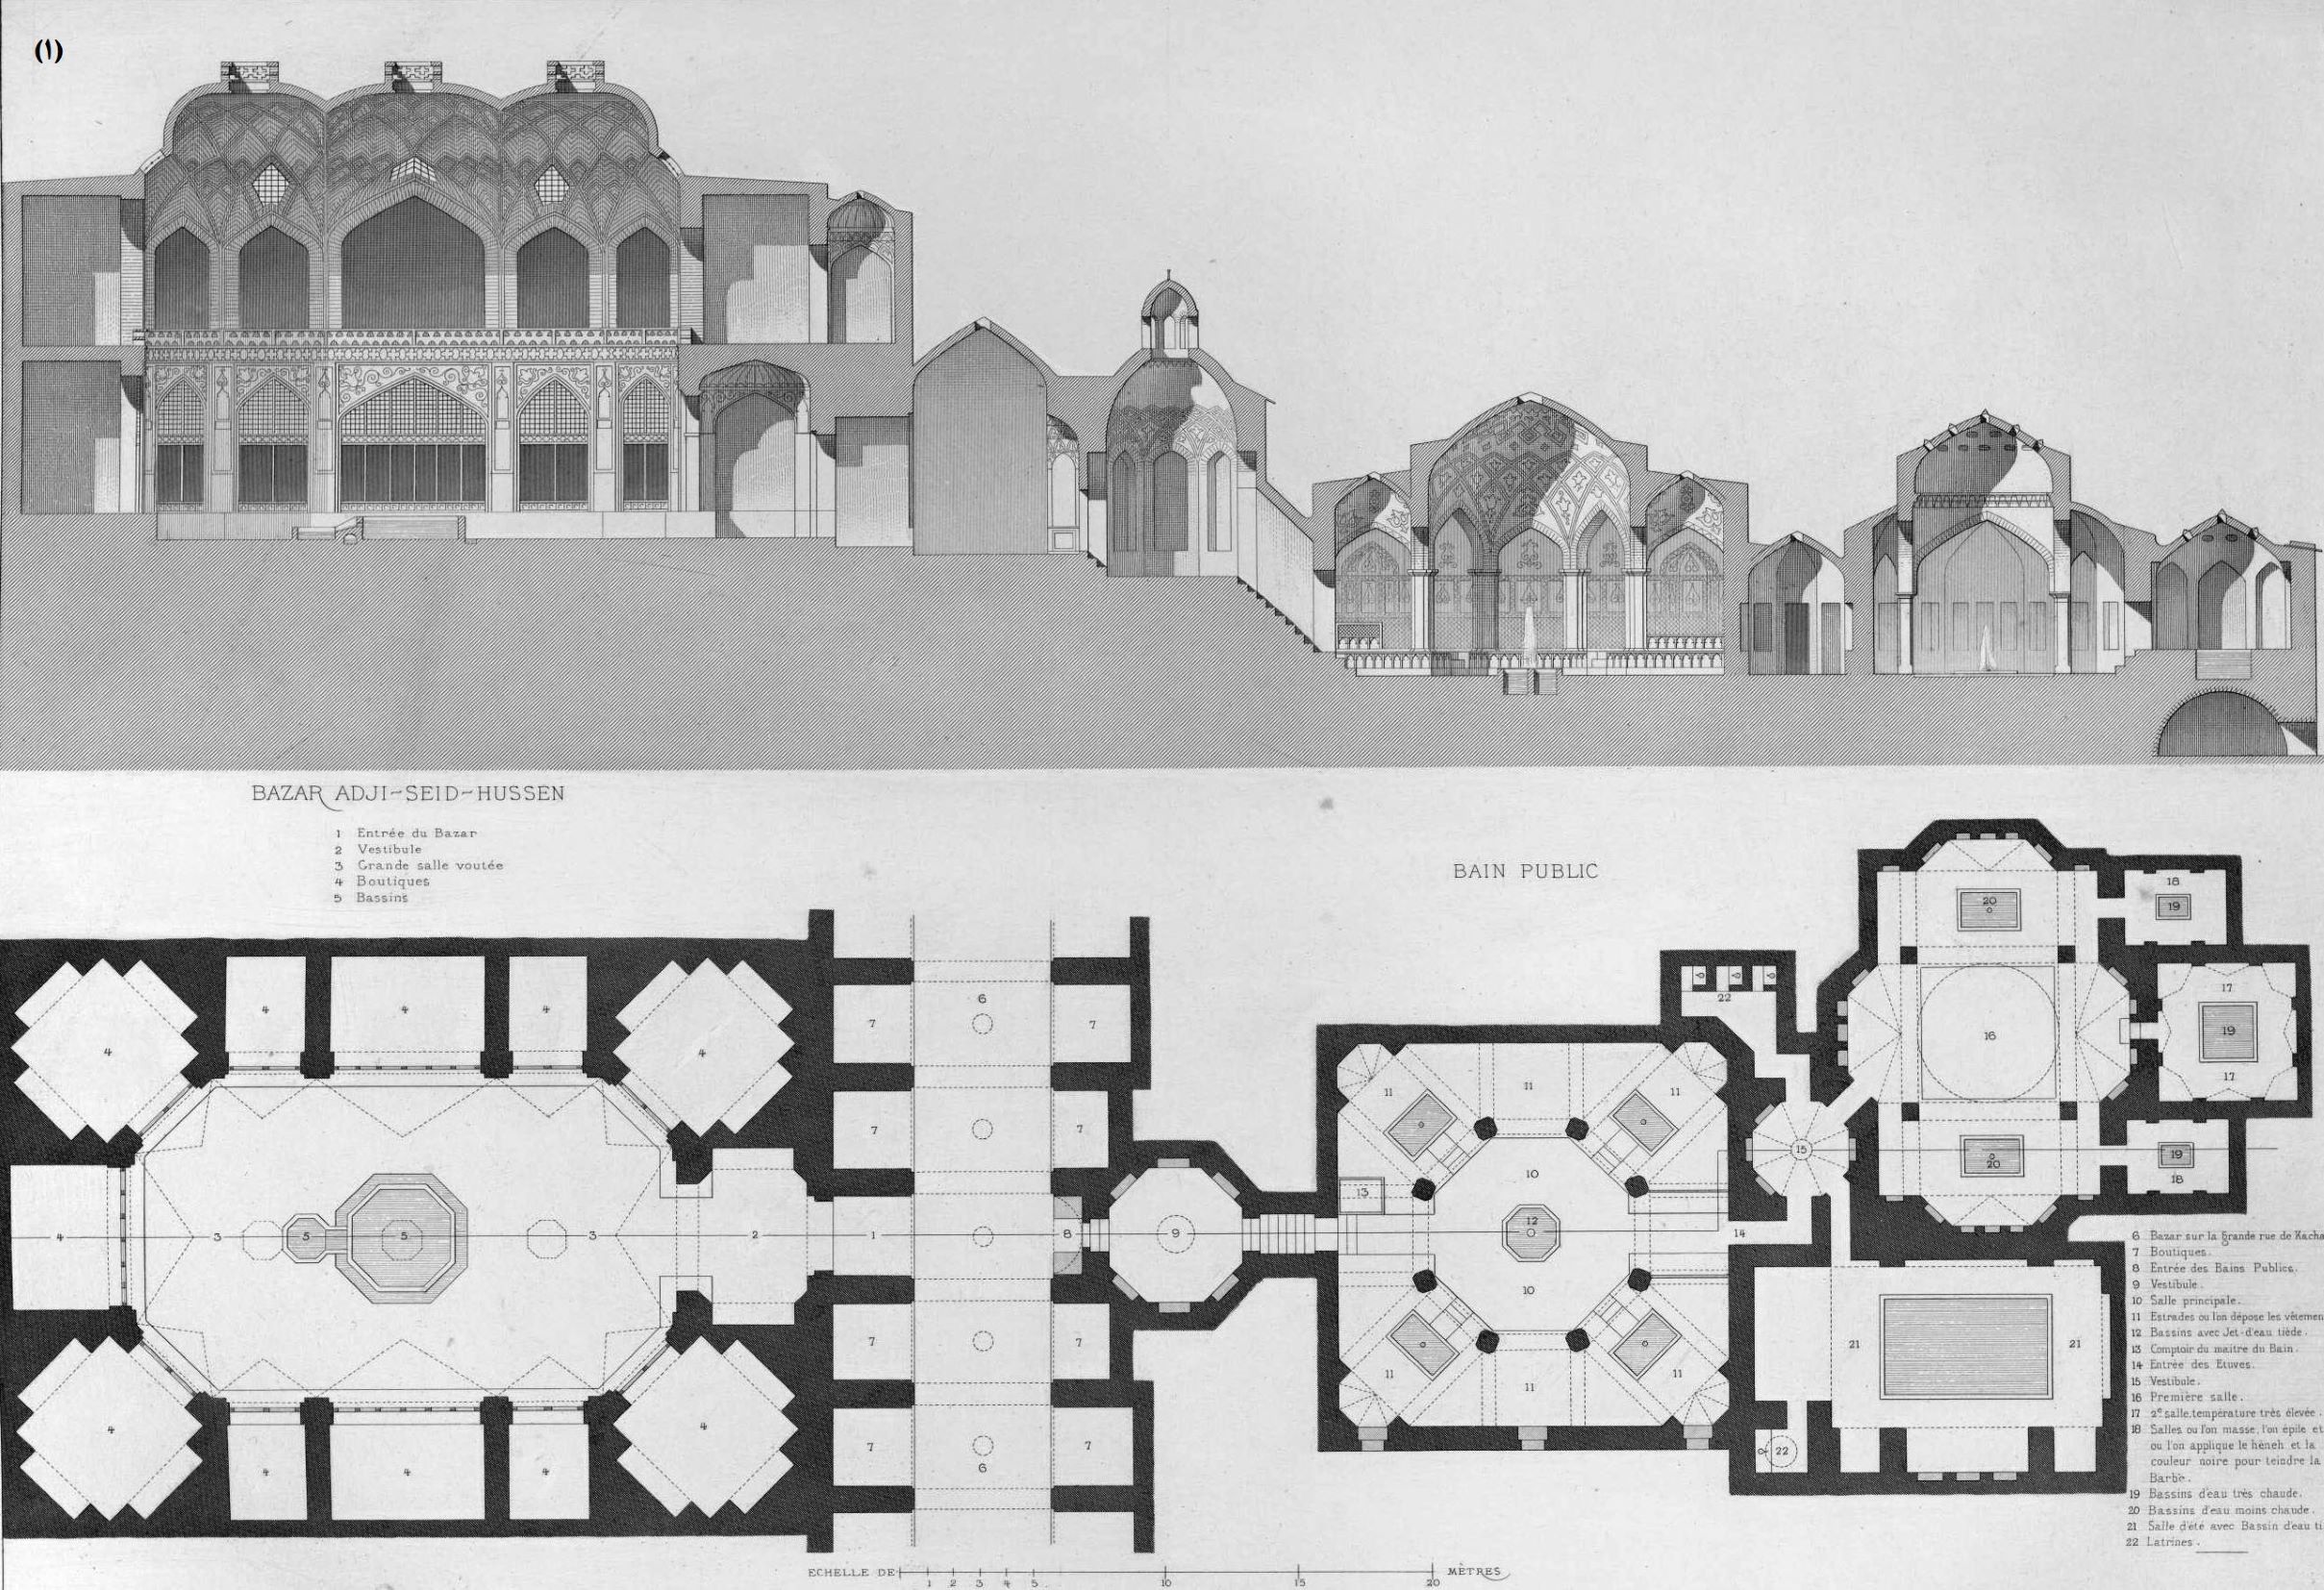 (١)
BAZAR ADJI-SEID-HUSSEN
1 Entrée du Bazar
2 Vestibule
3 Grande salle voutée
4 Boutiques
5 Bassins
BAIN PUBLIC
4 4 4 4 4
6
7 7
11 11 11
22
20
18
19
16
17
19
17
7 7
10
13
15
20
19
18
4 3 5 5 3 2 1 8 9 12 14
7 7
10
11 11 11
21 21
4 4 4 4 4
7 7
6
22
6 Bazar sur la Grande rue de Kacha
7 Boutiques.
8 Entrée des Bains Publics.
9 Vestibule.
10 Salle principale.
11 Estrades ou l'on dépose les vêtemen
12 Bassins avec Jet-d'eau tiède.
13 Comptoir du maitre du Bain.
14 Entrée des Etuves.
15 Vestibule.
16 Première salle.
17 2e salle, température très élevée.
18 Salles ou l'on masse, l'on épile et
ou l'on applique le héneh et la
couleur noire pour teindre la
Barbe.
19 Bassins d'eau très chaude.
20 Bassins d'eau moins chaude.
21 Salle d'été avec Bassin d'eau ti
22 Latrines.
ECHELLE DE 1 2 3 4 5 10 15 20 MÈTRES